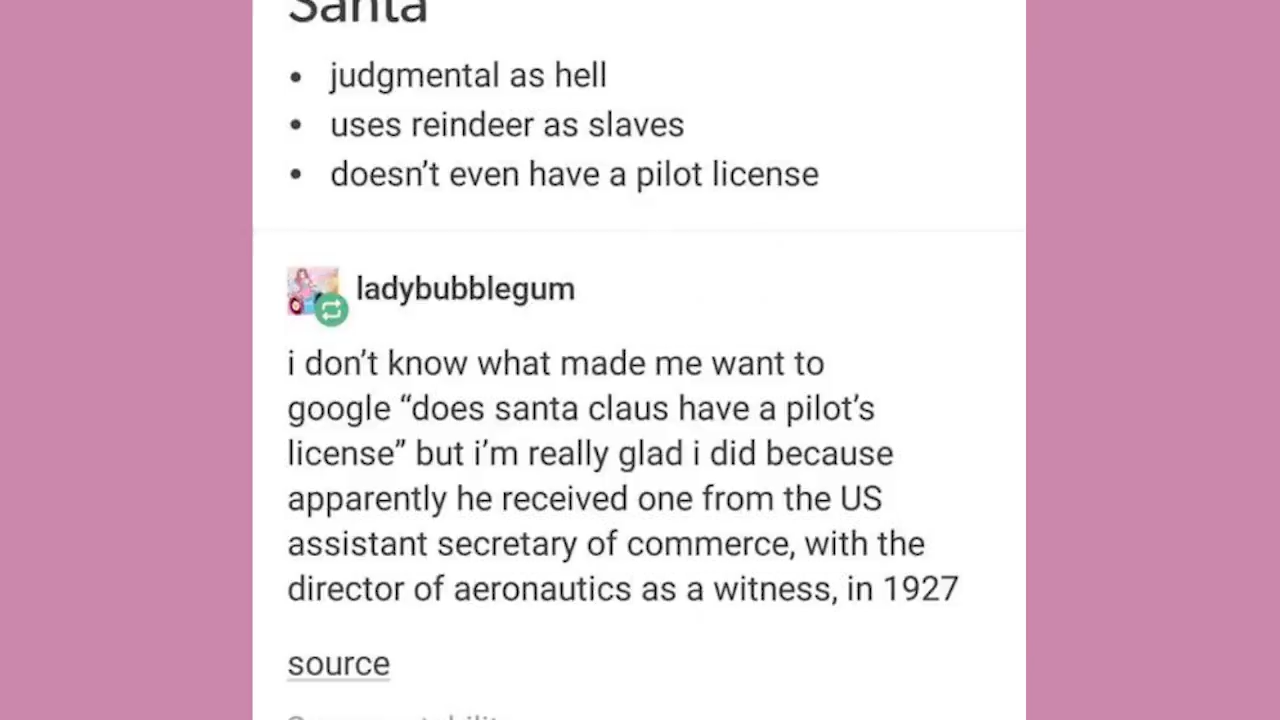 Santa
• judgmental as hell
• uses reindeer as slaves
• doesn’t even have a pilot license
ladybubblegum
i don’t know what made me want to
google “does santa claus have a pilot’s
license” but i’m really glad i did because
apparently he received one from the US
assistant secretary of commerce, with the
director of aeronautics as a witness, in 1927
source